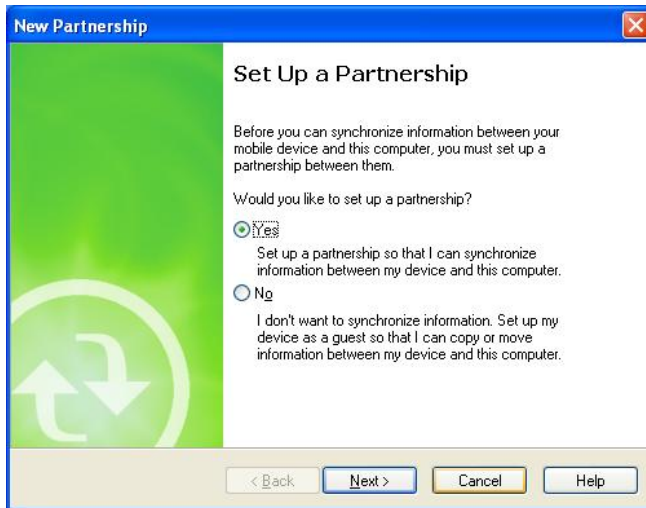 New Partnership
Set Up a Partnership
Before you can synchronize information between your
mobile device and this computer, you must set up a
partnership between them.
Would you like to set up a partnership?
Yes
Set up a partnership so that I can synchronize
information between my device and this computer.
No
I don't want to synchronize information. Set up my
device as a guest so that I can copy or move
information between my device and this computer.
< Back
Next >
Cancel
Help